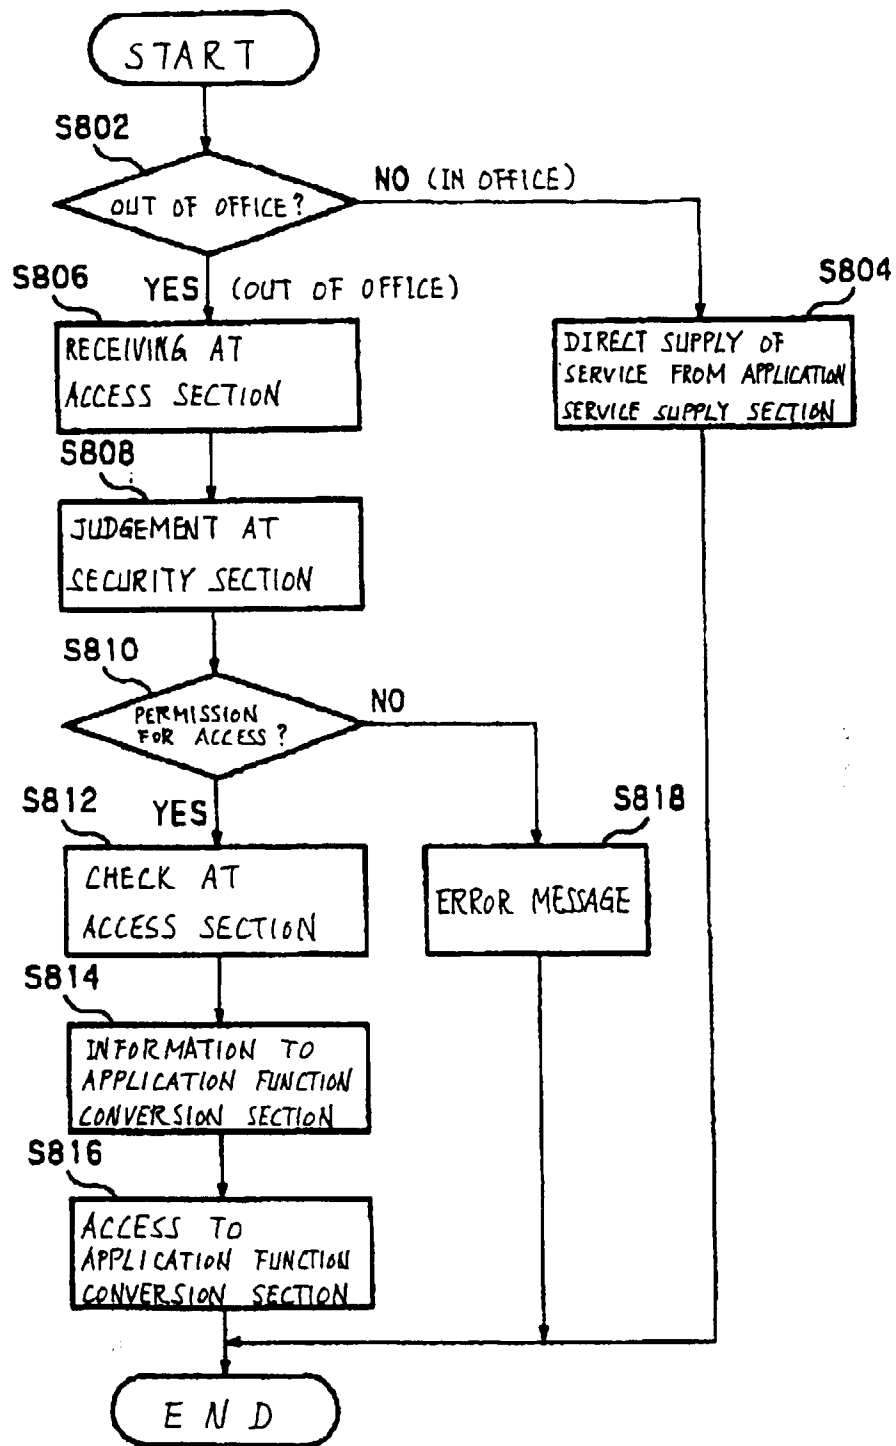 START
S802
OUT OF OFFICE?
NO (IN OFFICE)
S806
YES (OUT OF OFFICE)
S804
RECEIVING AT
ACCESS SECTION
DIRECT SUPPLY OF
SERVICE FROM APPLICATION
SERVICE SUPPLY SECTION
S808
JUDGEMENT AT
SECURITY SECTION
S810
PERMISSION
FOR ACCESS?
NO
S812
YES
S818
CHECK AT
ACCESS SECTION
ERROR MESSAGE
S814
INFORMATION TO
APPLICATION FUNCTION
CONVERSION SECTION
S816
ACCESS TO
APPLICATION FUNCTION
CONVERSION SECTION
END